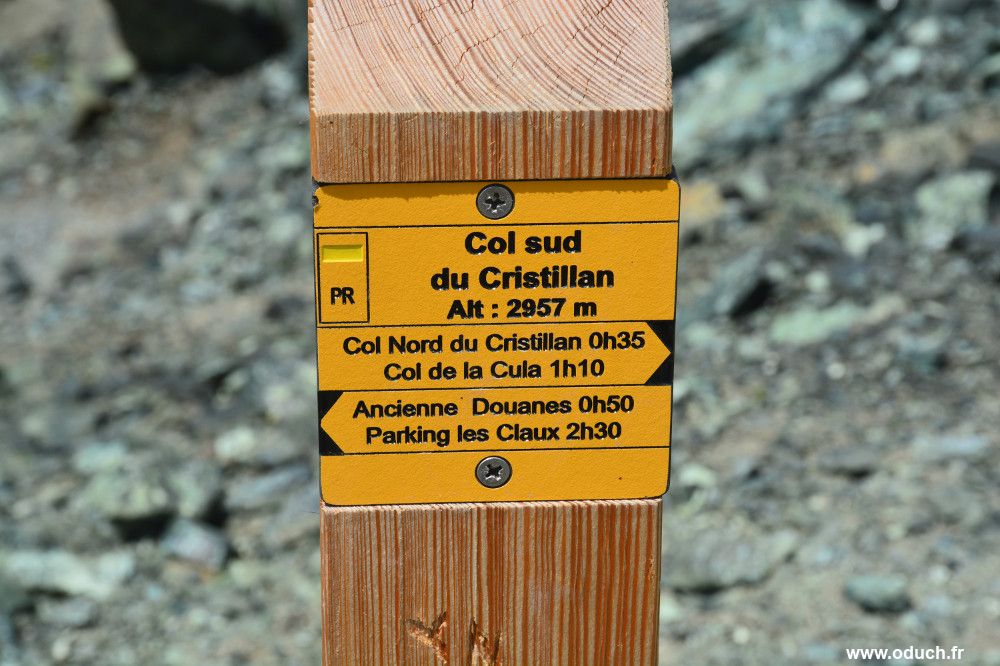 Col sud
du Cristillan
Alt : 2957 m
PR
Col Nord du Cristillan 0h35
Col de la Cula 1h10
Ancienne Douanes 0h50
Parking les Claux 2h30
www.oduch.fr